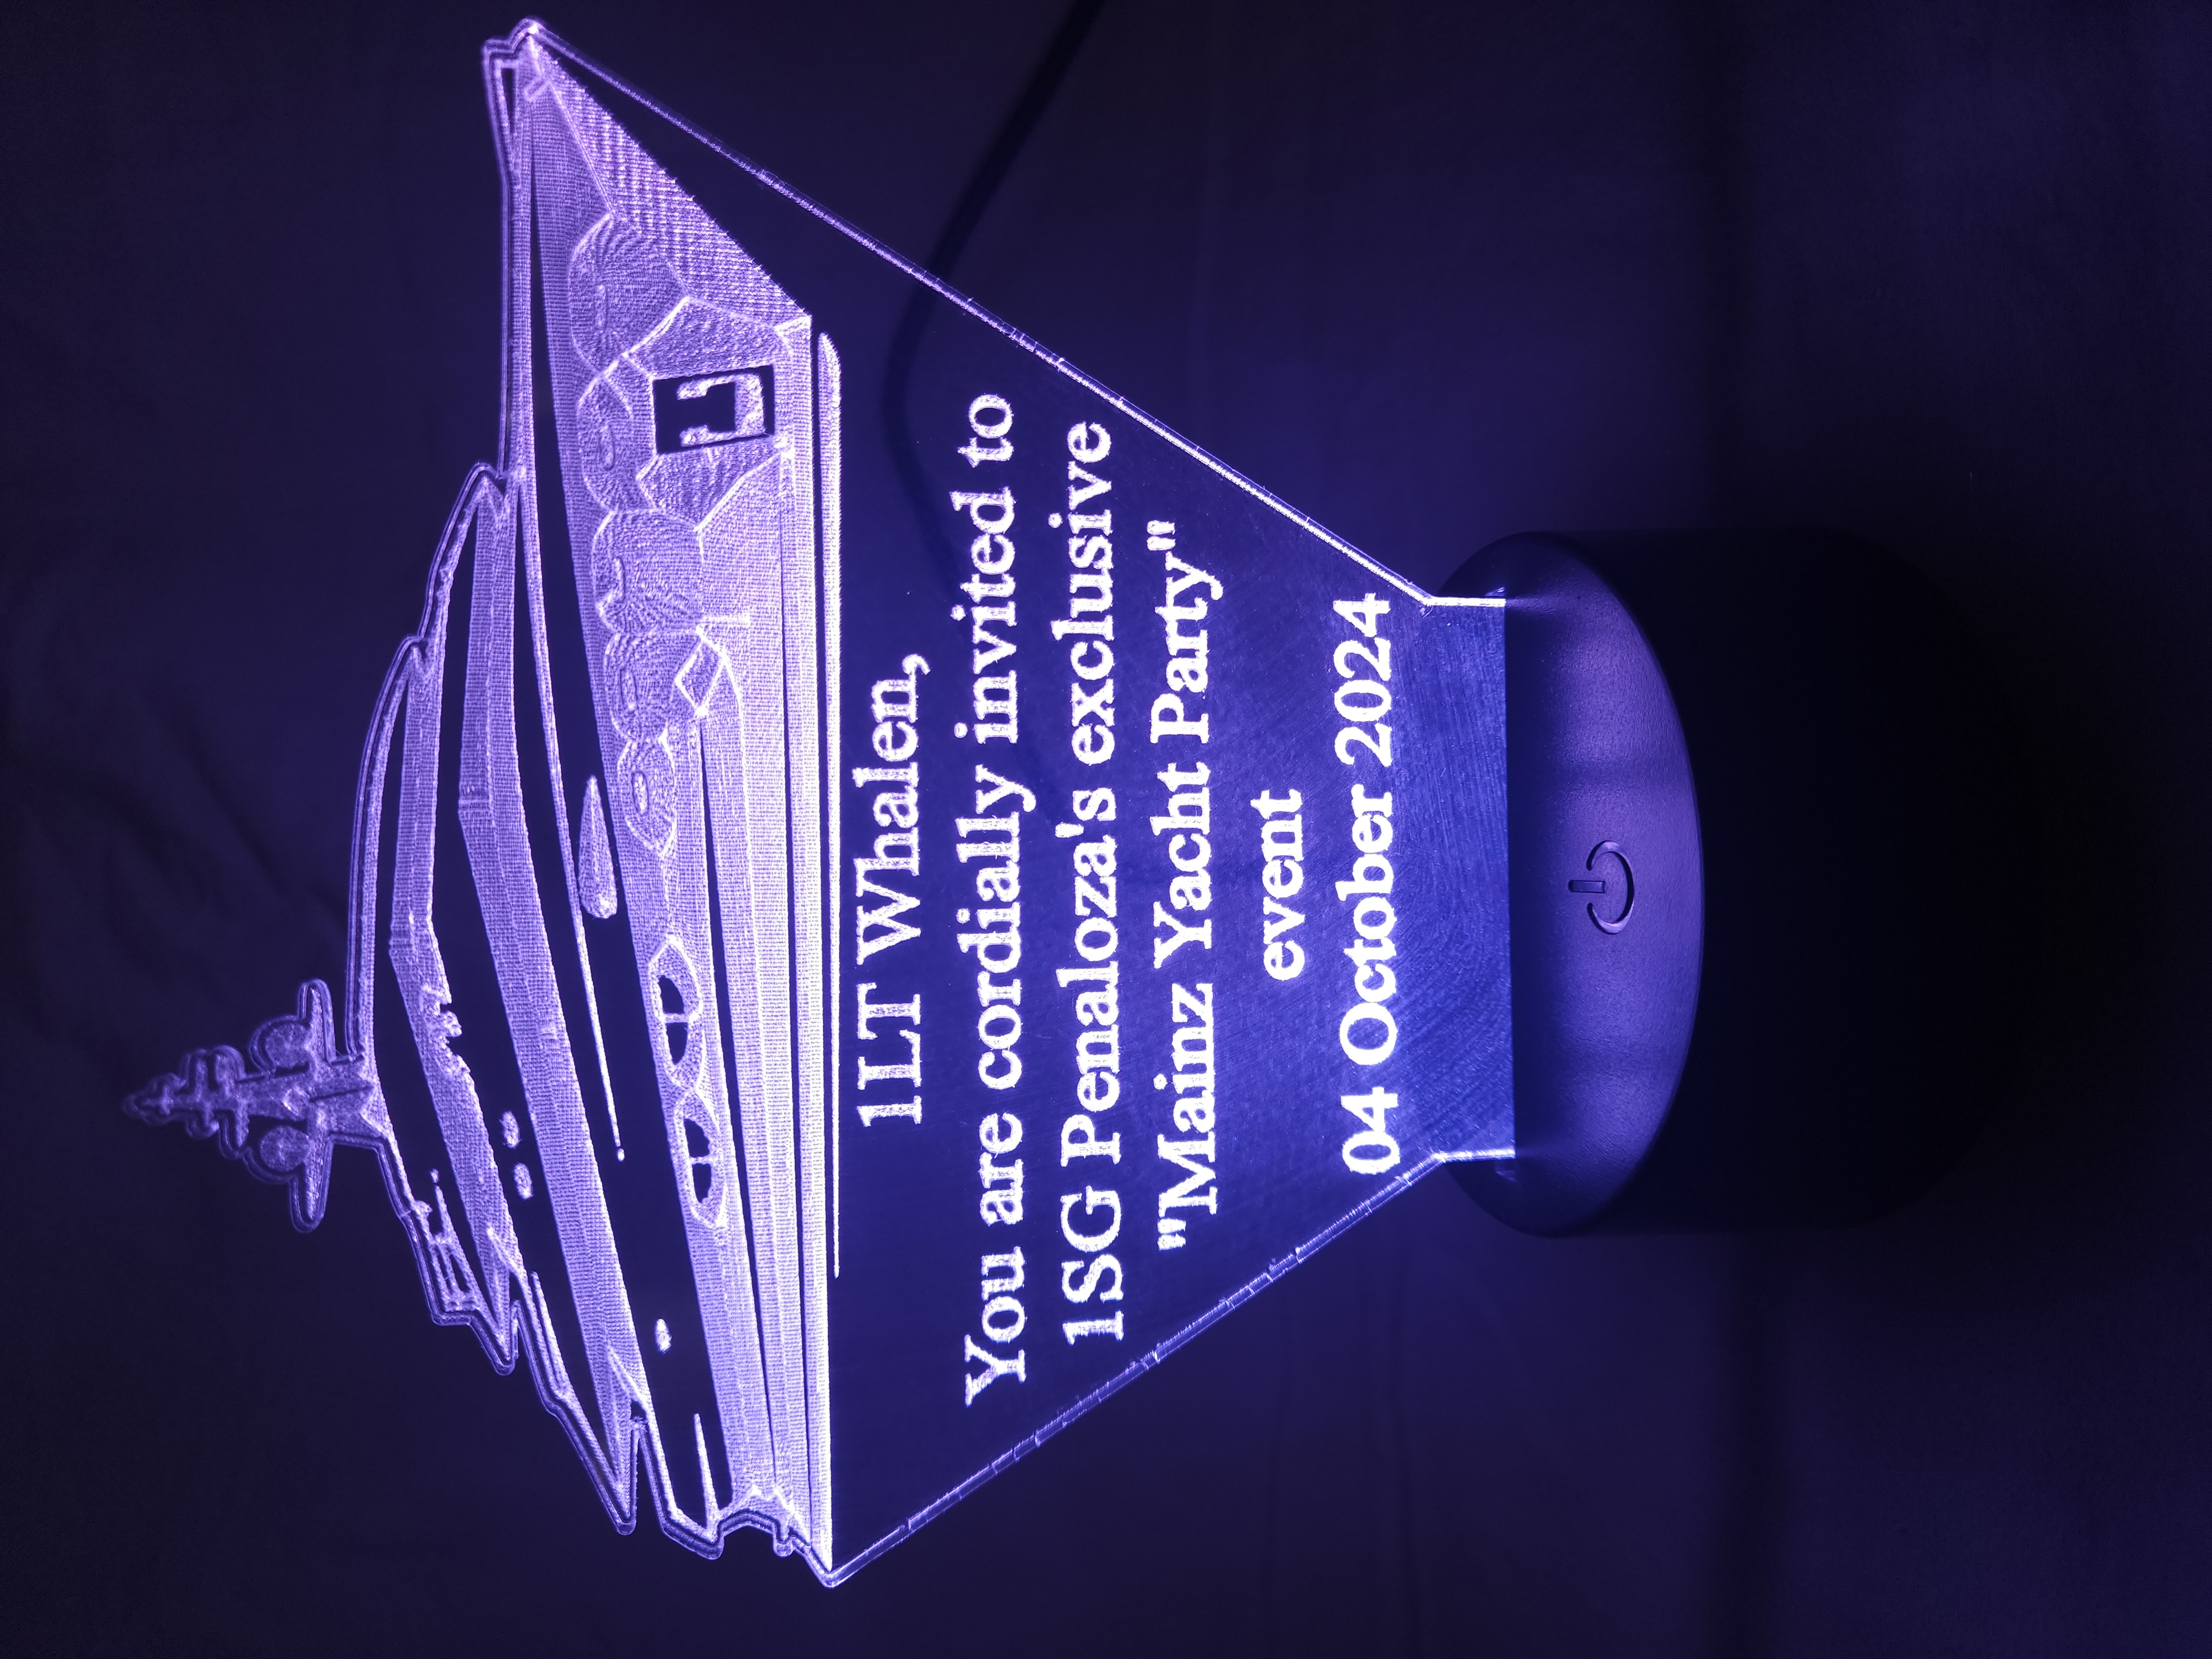 1LT Whalen,
You are cordially invited to
1SG Penaloza's exclusive
"Mainz Yacht Party"
event
04 October 2024